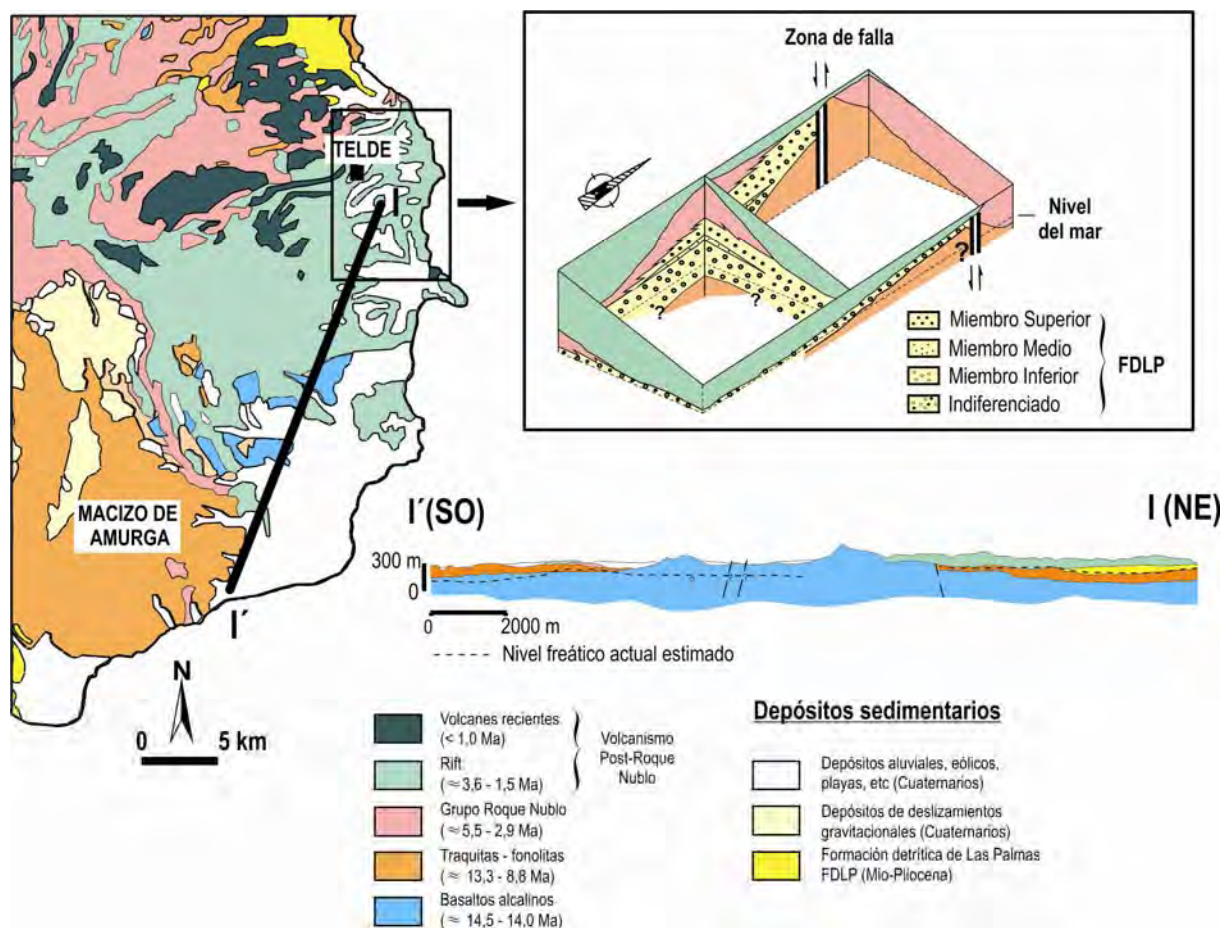 TELDE
I
MACIZO DE
AMURGA
I´
N
0 5 km
Zona de falla
Nivel
del mar
?
?
?
Miembro Superior
Miembro Medio
Miembro Inferior
Indiferenciado
FDLP
I´(SO)
I (NE)
300 m
0
0 2000 m
Nivel freático actual estimado
Volcanes recientes
(< 1,0 Ma)
Rift
(≈3,6 - 1,5 Ma)
Volcanismo
Post-Roque
Nublo
Grupo Roque Nublo
(≈5,5 - 2,9 Ma)
Traquitas - fonolitas
(≈ 13,3 - 8,8 Ma)
Basaltos alcalinos
(≈ 14,5 - 14,0 Ma)
Depósitos sedimentarios
Depósitos aluviales, eólicos,
playas, etc (Cuaternarios)
Depósitos de deslizamientos
gravitacionales (Cuaternarios)
Formación detrítica de Las Palmas
FDLP (Mio-Pliocena)